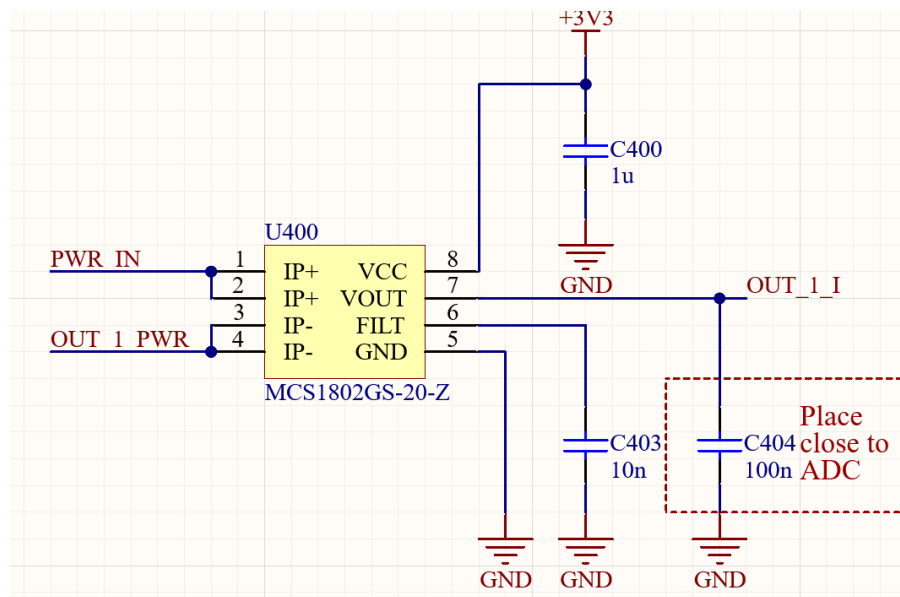 +3V3
C400
1u
GND
U400
PWR_IN
OUT_1_PWR
1
2
3
4
IP+
IP+
IP-
IP-
VCC
VOUT
FILT
GND
8
7
6
5
MCS1802GS-20-Z
OUT_1_I
C403
10n
C404
100n
Place
close to
ADC
GND
GND
GND